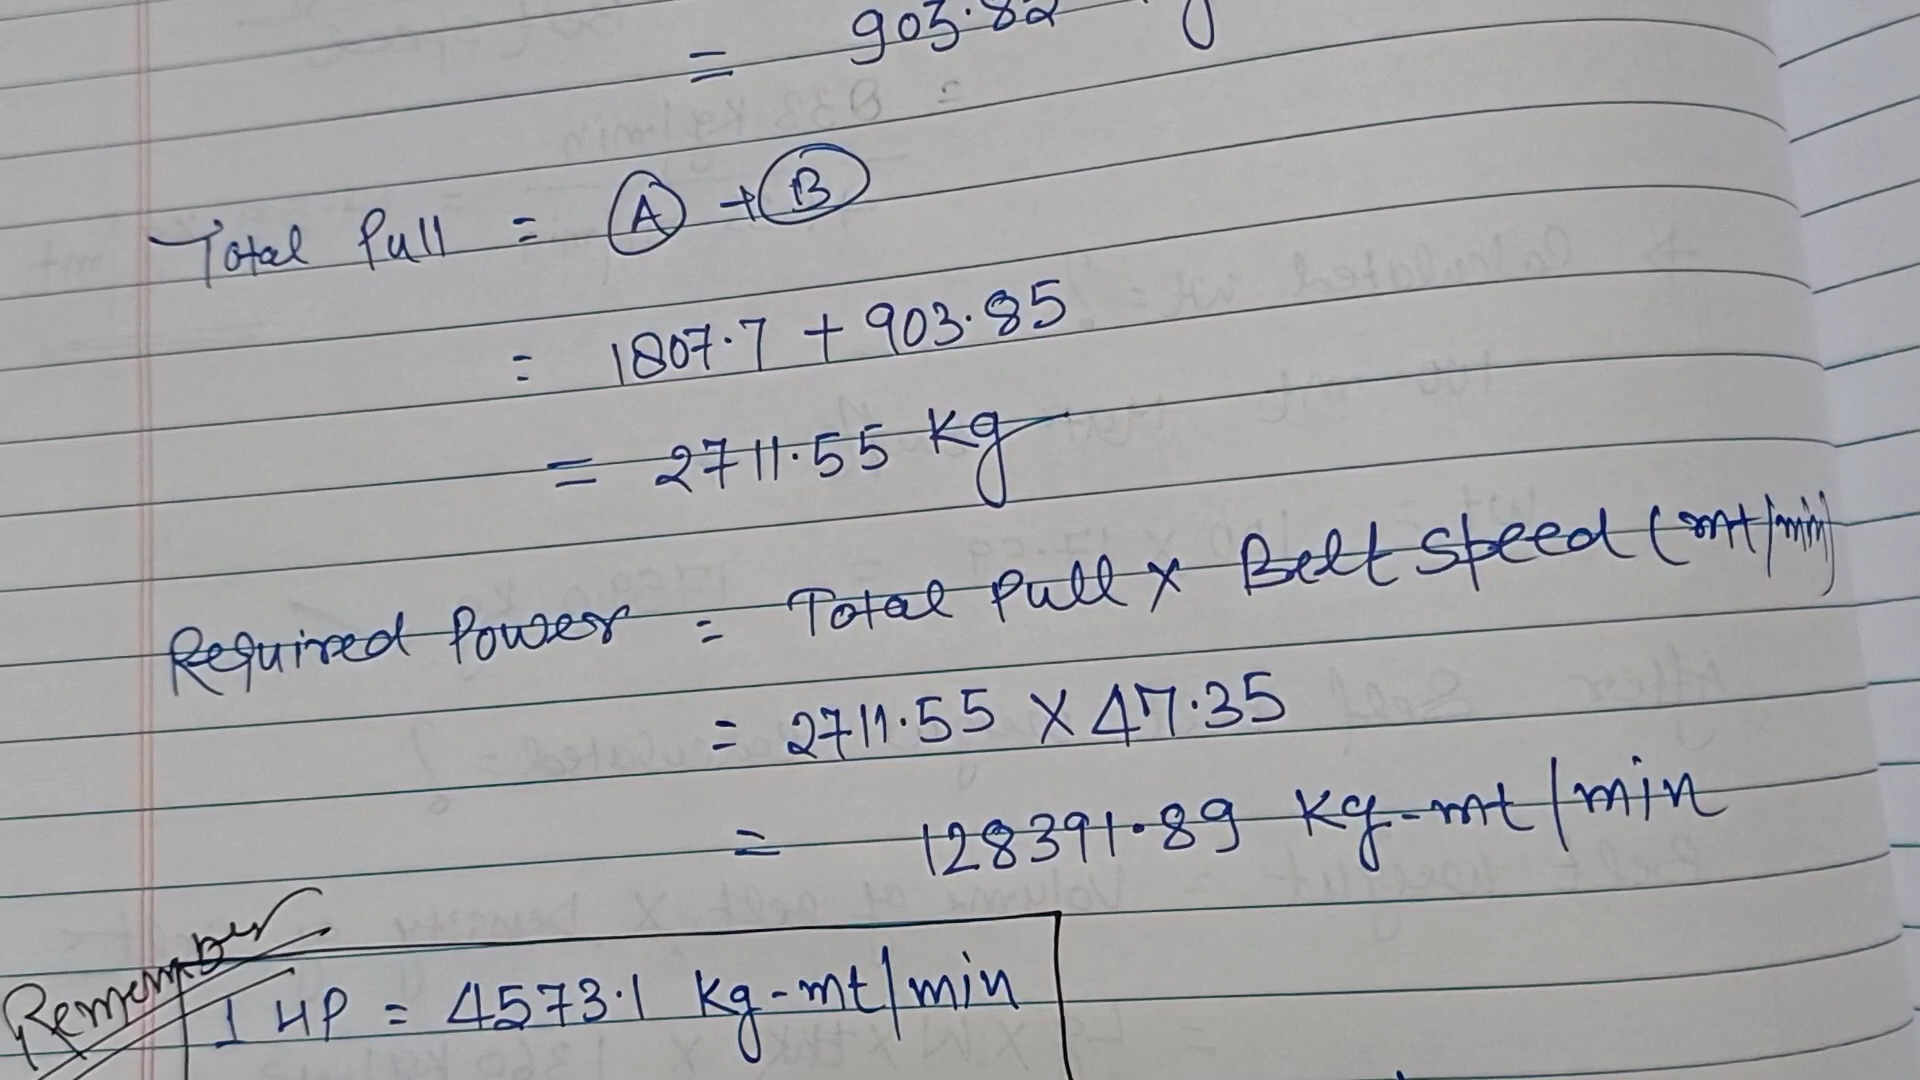 = 903.82
Total Pull = A + B
= 1807.7 + 903.85
= 2711.55 kg
Required Power = Total Pull x Belt Speed (mt/min)
= 2711.55 X 47.35
= 128391.89 kg-mt/min
Remember
1 HP = 4573.1 kg-mt/min